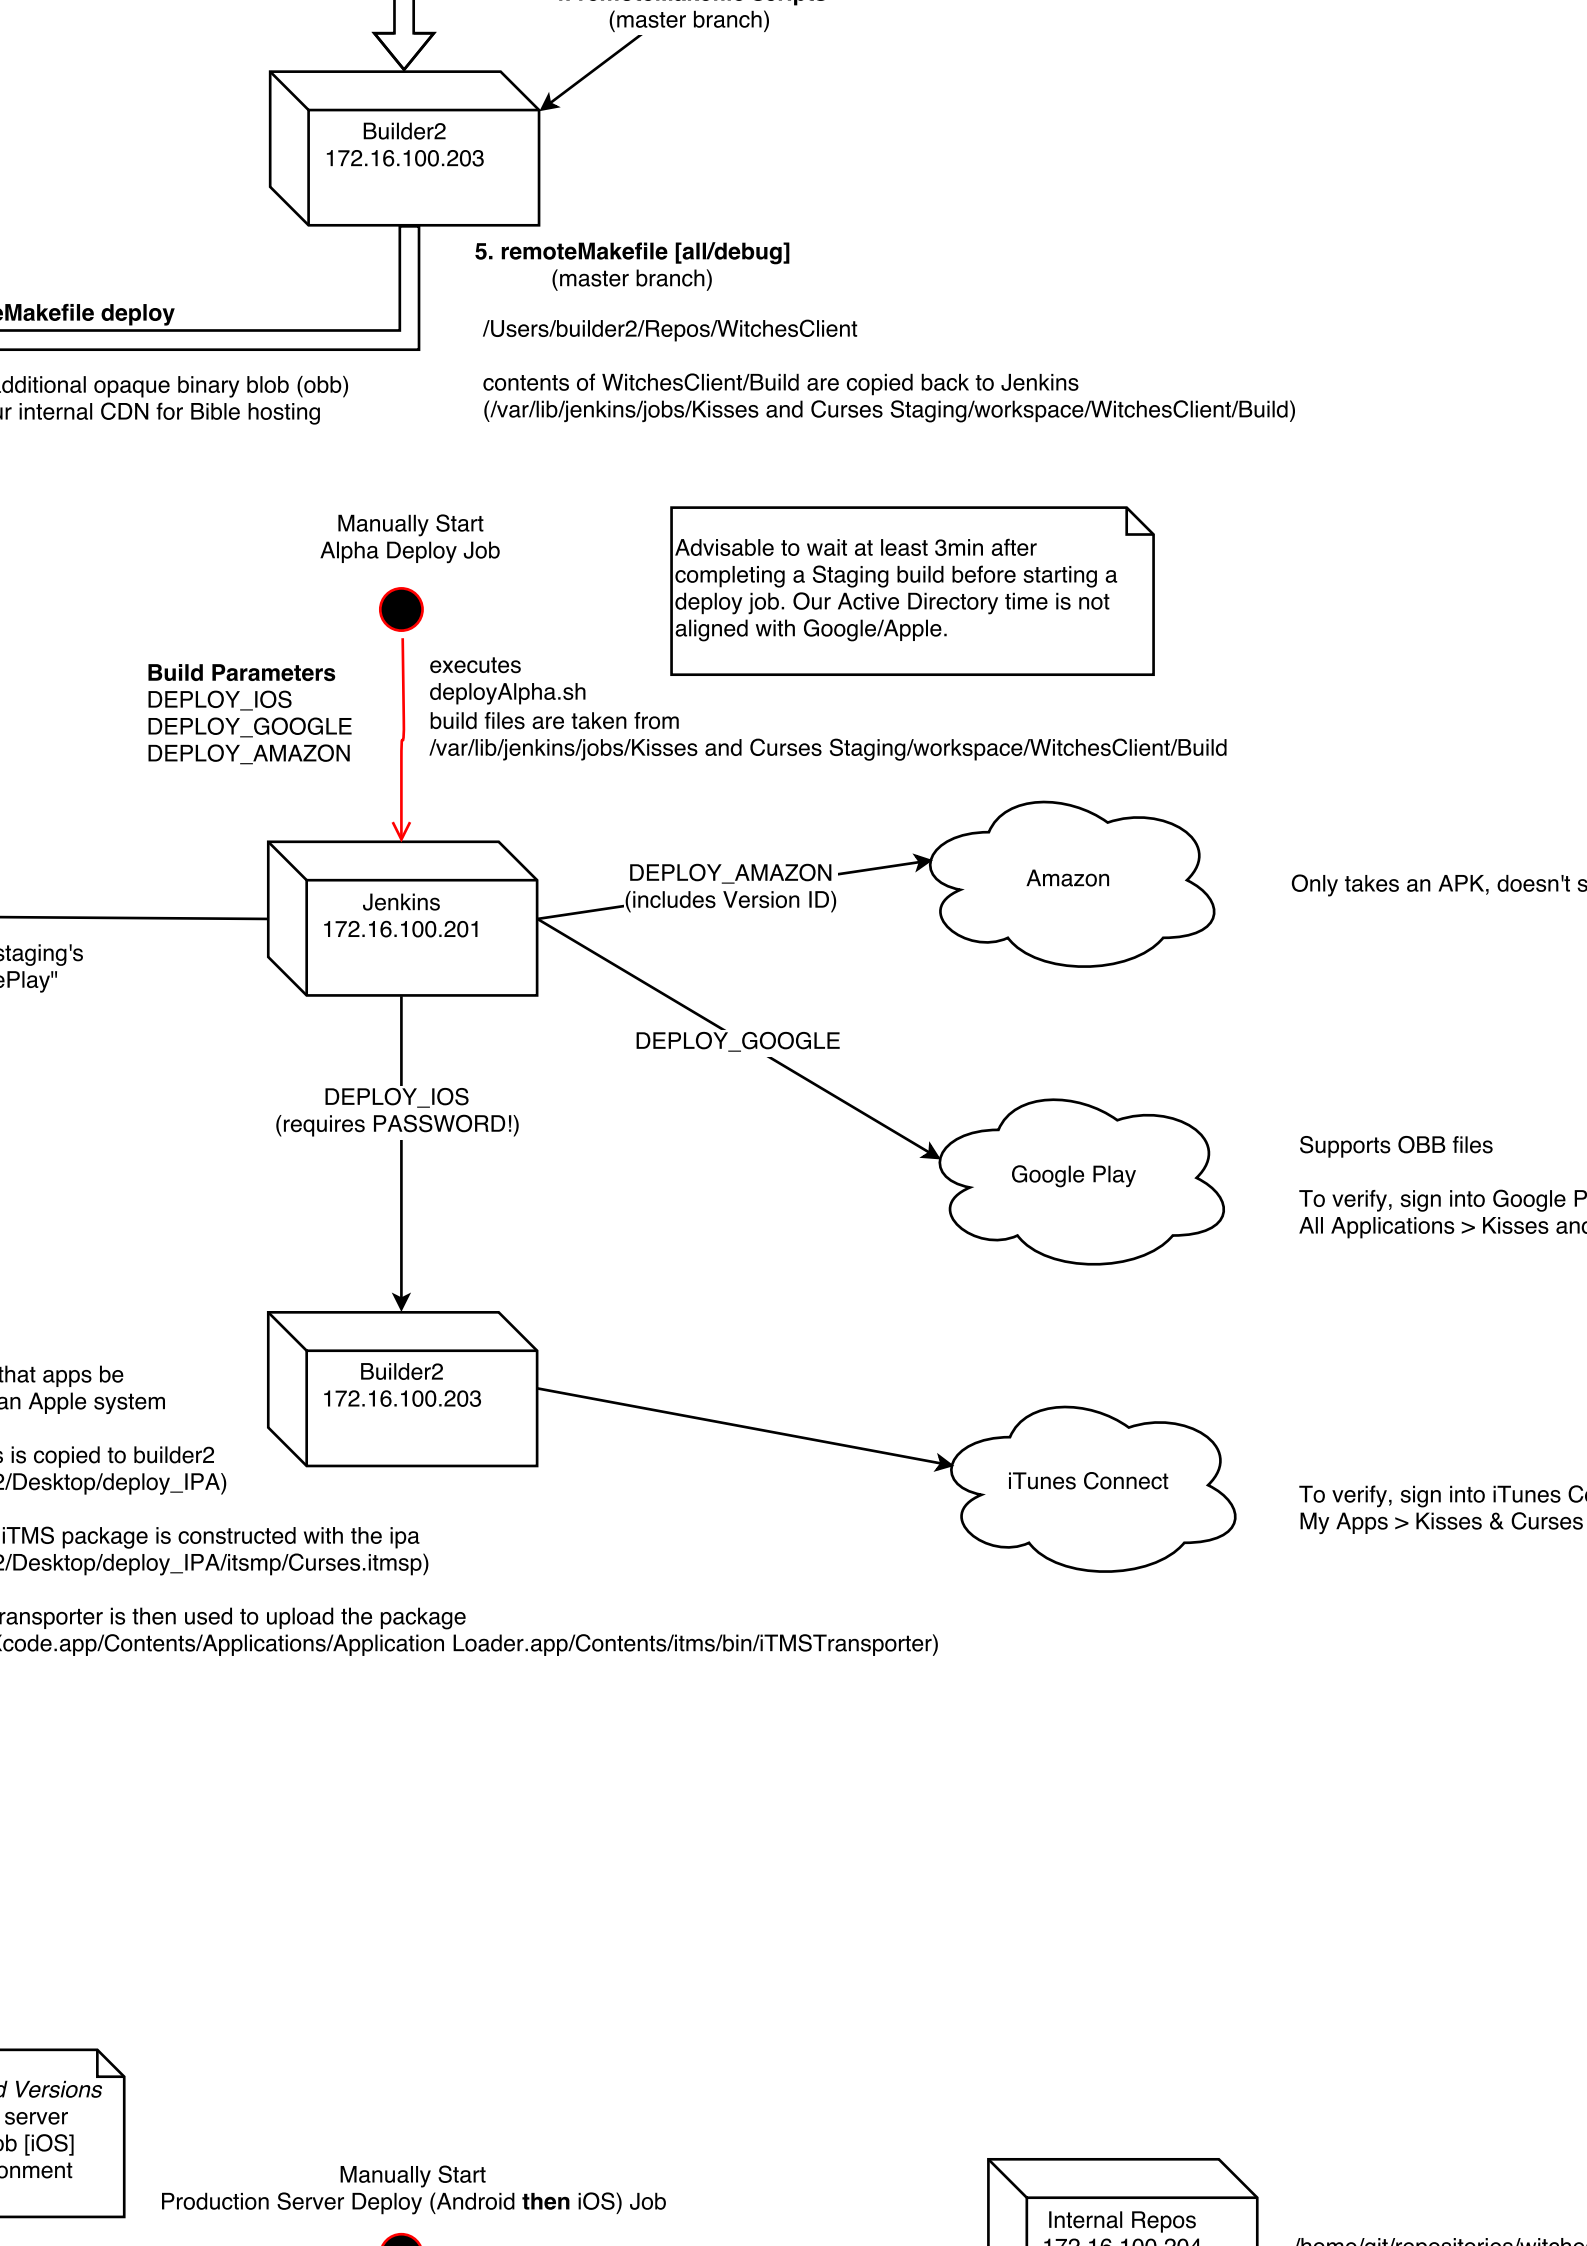 (master branch)
Builder2
172.16.100.203
5. remoteMakefile [all/debug]
(master branch)
deploy
/Users/builder2/Repos/WitchesClient
additional opaque binary blob (obb)
internal CDN for Bible hosting
contents of WitchesClient/Build are copied back to Jenkins
(/var/lib/jenkins/jobs/Kisses and Curses Staging/workspace/WitchesClient/Build)
Manually Start
Alpha Deploy Job
Advisable to wait at least 3min after
completing a Staging build before starting a
deploy job. Our Active Directory time is not
aligned with Google/Apple.
Build Parameters
DEPLOY_IOS
DEPLOY_GOOGLE
DEPLOY_AMAZON
executes
deployAlpha.sh
build files are taken from
/var/lib/jenkins/jobs/Kisses and Curses Staging/workspace/WitchesClient/Build
Jenkins
172.16.100.201
DEPLOY_AMAZON
(includes Version ID)
Amazon
Only takes an APK, doesn't
staging's
ePlay"
DEPLOY_GOOGLE
DEPLOY_IOS
(requires PASSWORD!)
Google Play
Supports OBB files
To verify, sign into Google
All Applications > Kisses
Builder2
172.16.100.203
that apps be
an Apple system
is copied to builder2
2/Desktop/deploy_IPA)
iTMS package is constructed with the ipa
2/Desktop/deploy_IPA/itsmp/Curses.itmsp)
iTunes Connect
To verify, sign into iTunes
My Apps > Kisses & Curses
ransporter is then used to upload the package
Xcode.app/Contents/Applications/Application Loader.app/Contents/itms/bin/iTMSTransporter)
Versions
server
[iOS]
Manually Start
Production Server Deploy (Android then iOS) Job
Internal Repos
172.16.100.204